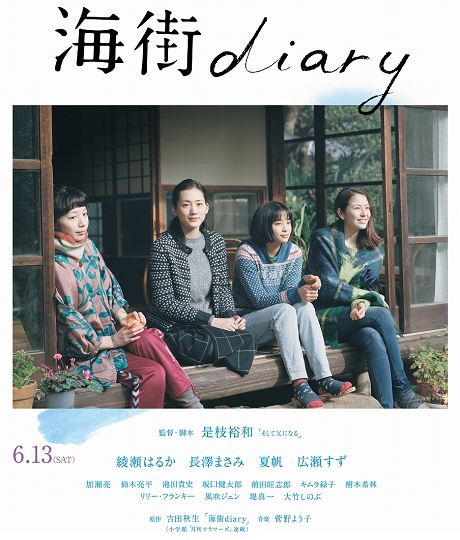 海街diary
監督・脚本 是枝裕和「そして父になる」
6.13(SAT)
綾瀬はるか 長澤まさみ 夏帆 広瀬すず
加瀬亮 鈴木亮平 池田貴史 坂口健太郎 前田旺志郎 キムラ緑子 樹木希林
リリー・フランキー 風吹ジュン 堤真一 大竹しのぶ
原作 吉田秋生「海街diary」 音楽 菅野よう子
(小学館「月刊フラワーズ」連載)